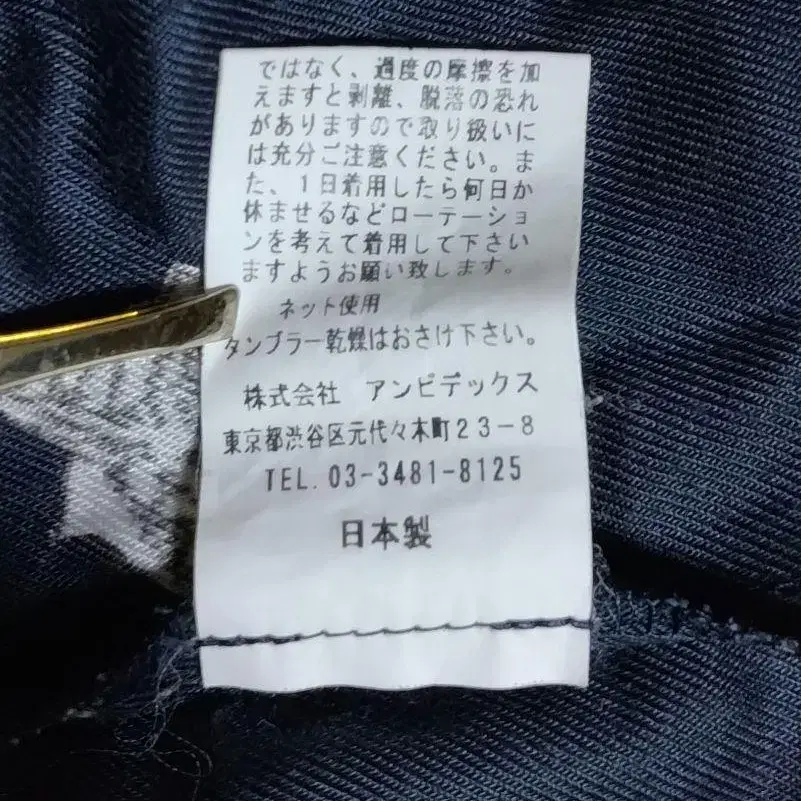 ではなく、過度の摩擦を加
えますと剥離、脱落の恐れ
がありますので取り扱いに
は充分ご注意ください。ま
た、1日着用したら何日か
休ませるなどローテーショ
ンを考えて着用して下さい
ますようお願い致します。
ネット使用
タンブラー乾燥はおさけ下さい。
株式会社 アンビデックス
東京都渋谷区元代々木町23-8
TEL. 03-3481-8125
日本製